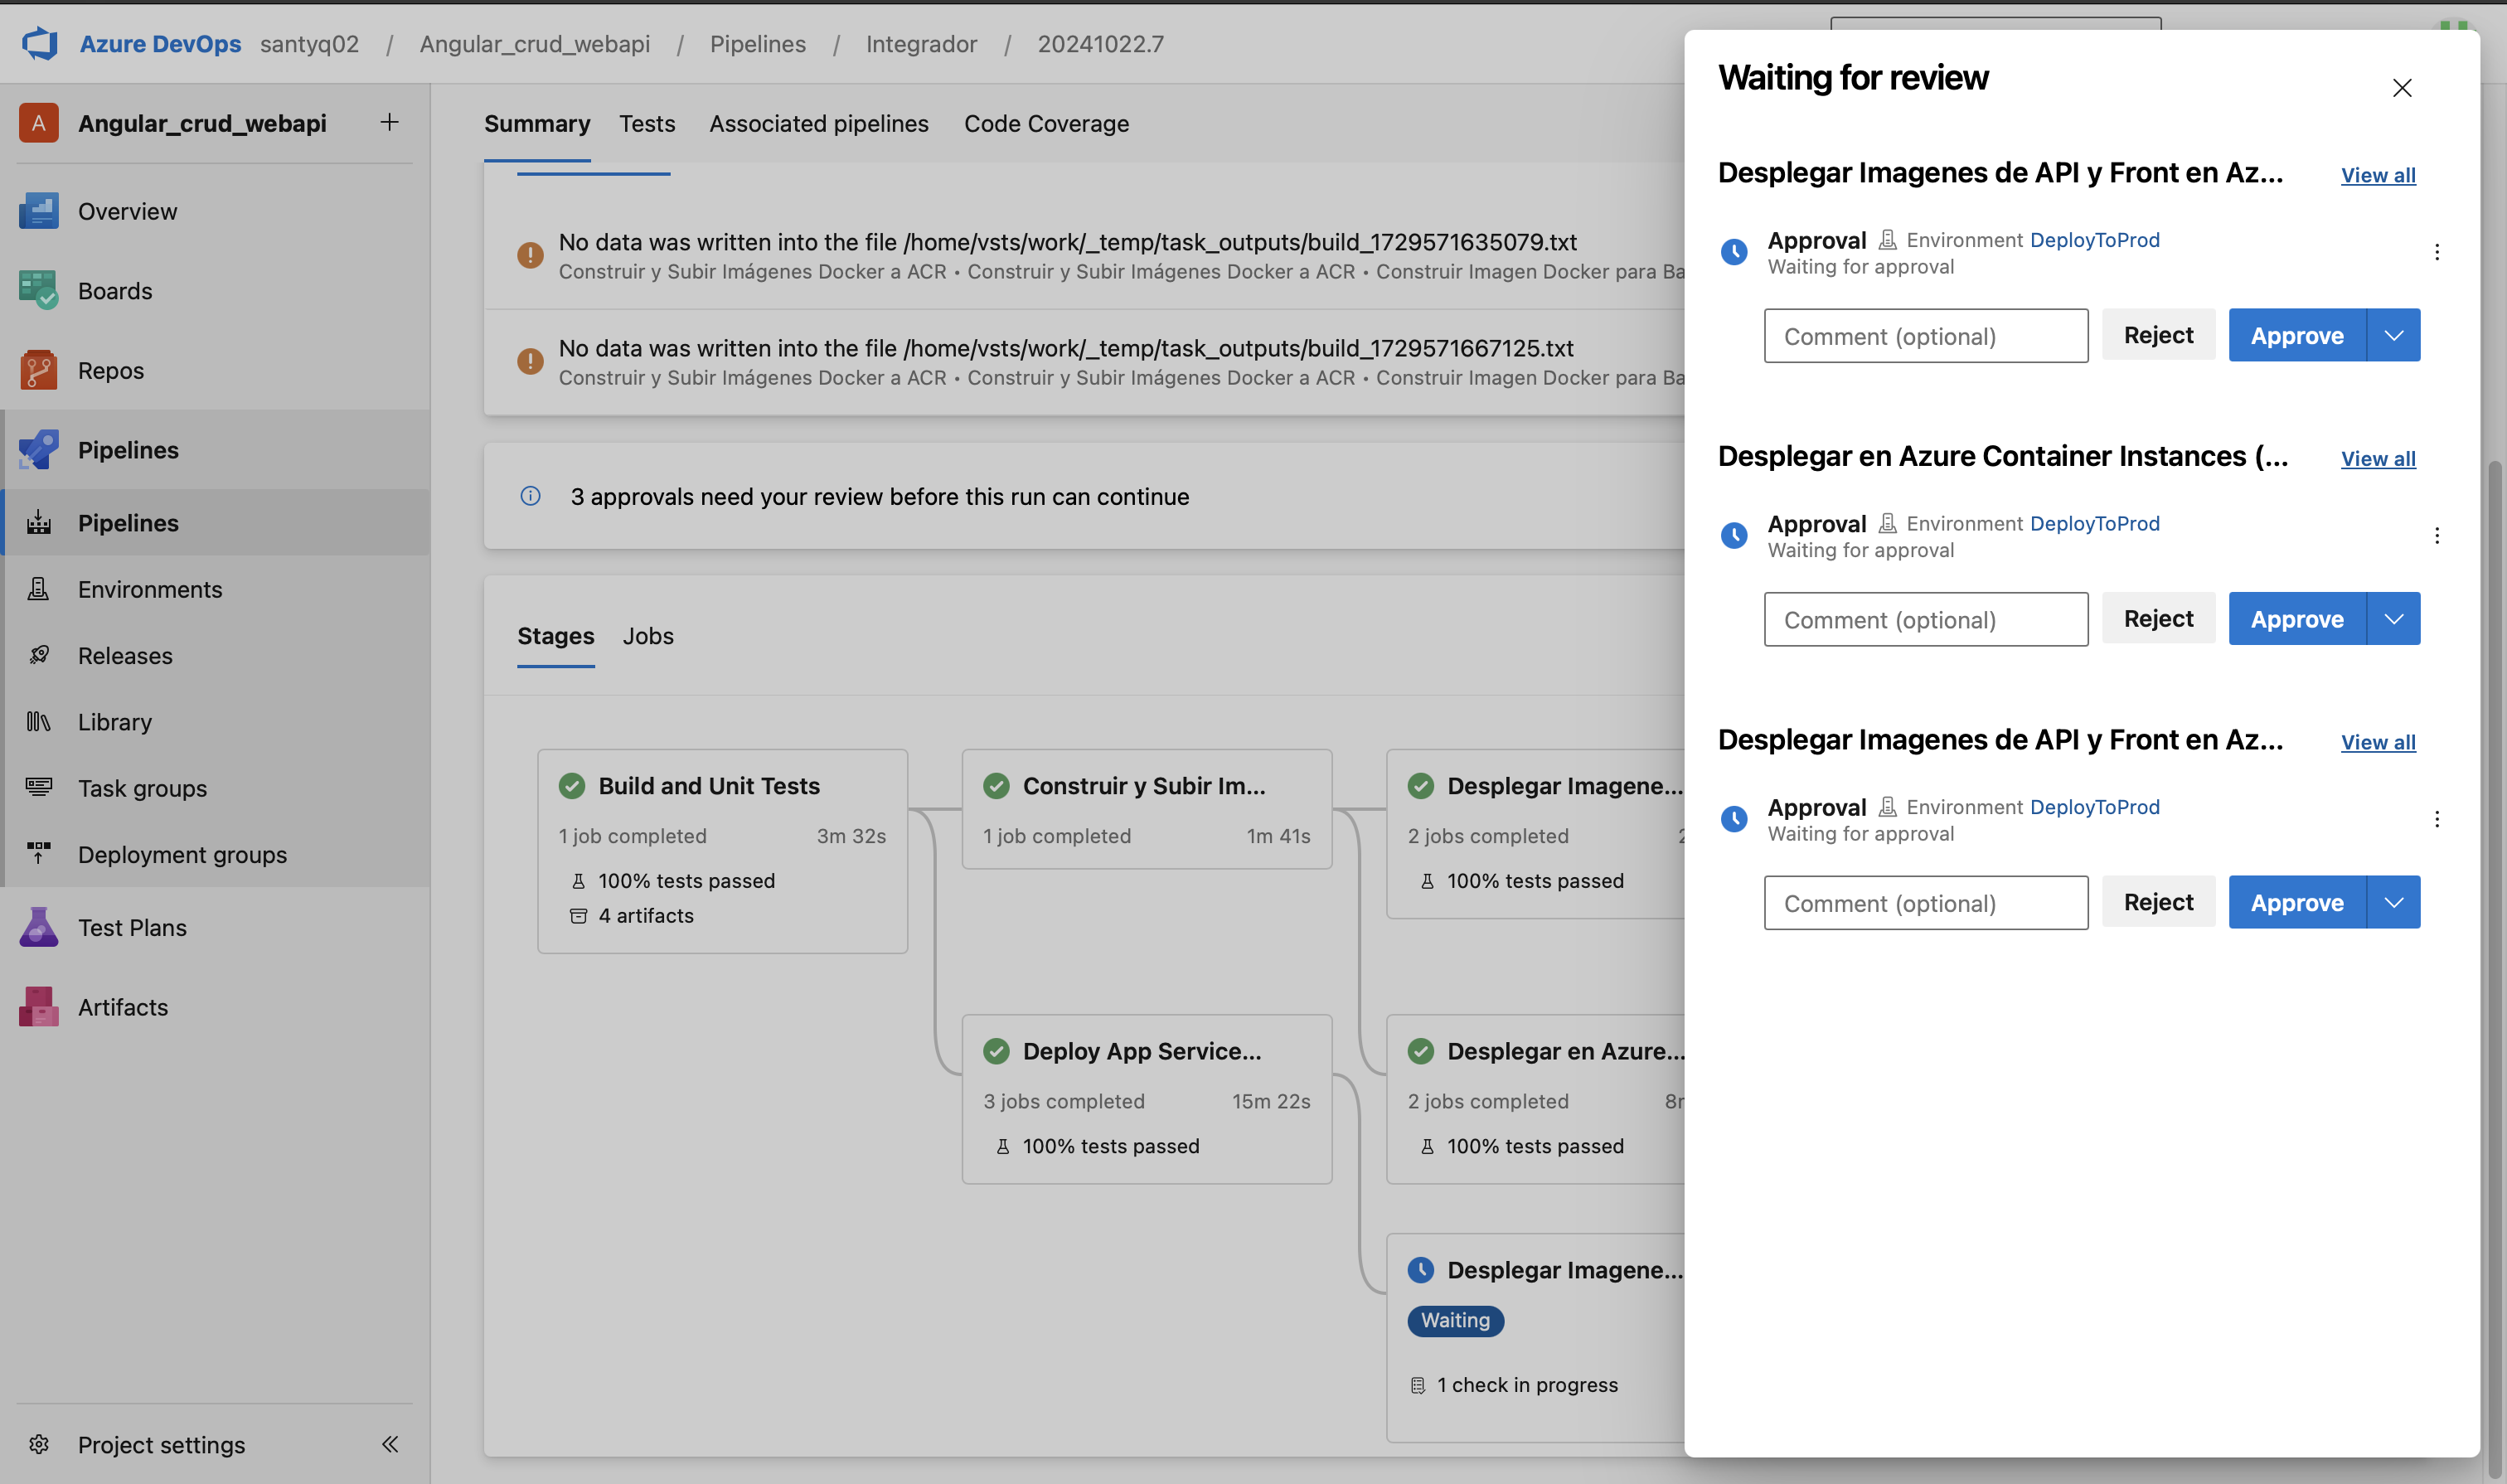 Azure DevOps santyq02 / Angular_crud_webapi / Pipelines / Integrador / 20241022.7
A Angular_crud_webapi +
Overview
Boards
Repos
Pipelines
Pipelines
Environments
Releases
Library
Task groups
Deployment groups
Test Plans
Artifacts
Project settings
Summary Tests Associated pipelines Code Coverage
No data was written into the file /home/vsts/work/_temp/task_outputs/build_1729571635079.txt
Construir y Subir Imágenes Docker a ACR • Construir y Subir Imágenes Docker a ACR • Construir Imagen Docker para Ba
No data was written into the file /home/vsts/work/_temp/task_outputs/build_1729571667125.txt
Construir y Subir Imágenes Docker a ACR • Construir y Subir Imágenes Docker a ACR • Construir Imagen Docker para Ba
3 approvals need your review before this run can continue
Stages Jobs
Build and Unit Tests
1 job completed 3m 32s
100% tests passed
4 artifacts
Construir y Subir Im...
1 job completed 1m 41s
Desplegar Imagene...
2 jobs completed 2
100% tests passed
Deploy App Service...
3 jobs completed 15m 22s
100% tests passed
Desplegar en Azure...
2 jobs completed 8m
100% tests passed
Desplegar Imagene...
Waiting
1 check in progress
Waiting for review
Desplegar Imagenes de API y Front en Az... View all
Approval Environment DeployToProd
Waiting for approval
Comment (optional) Reject Approve
Desplegar en Azure Container Instances (... View all
Approval Environment DeployToProd
Waiting for approval
Comment (optional) Reject Approve
Desplegar Imagenes de API y Front en Az... View all
Approval Environment DeployToProd
Waiting for approval
Comment (optional) Reject Approve